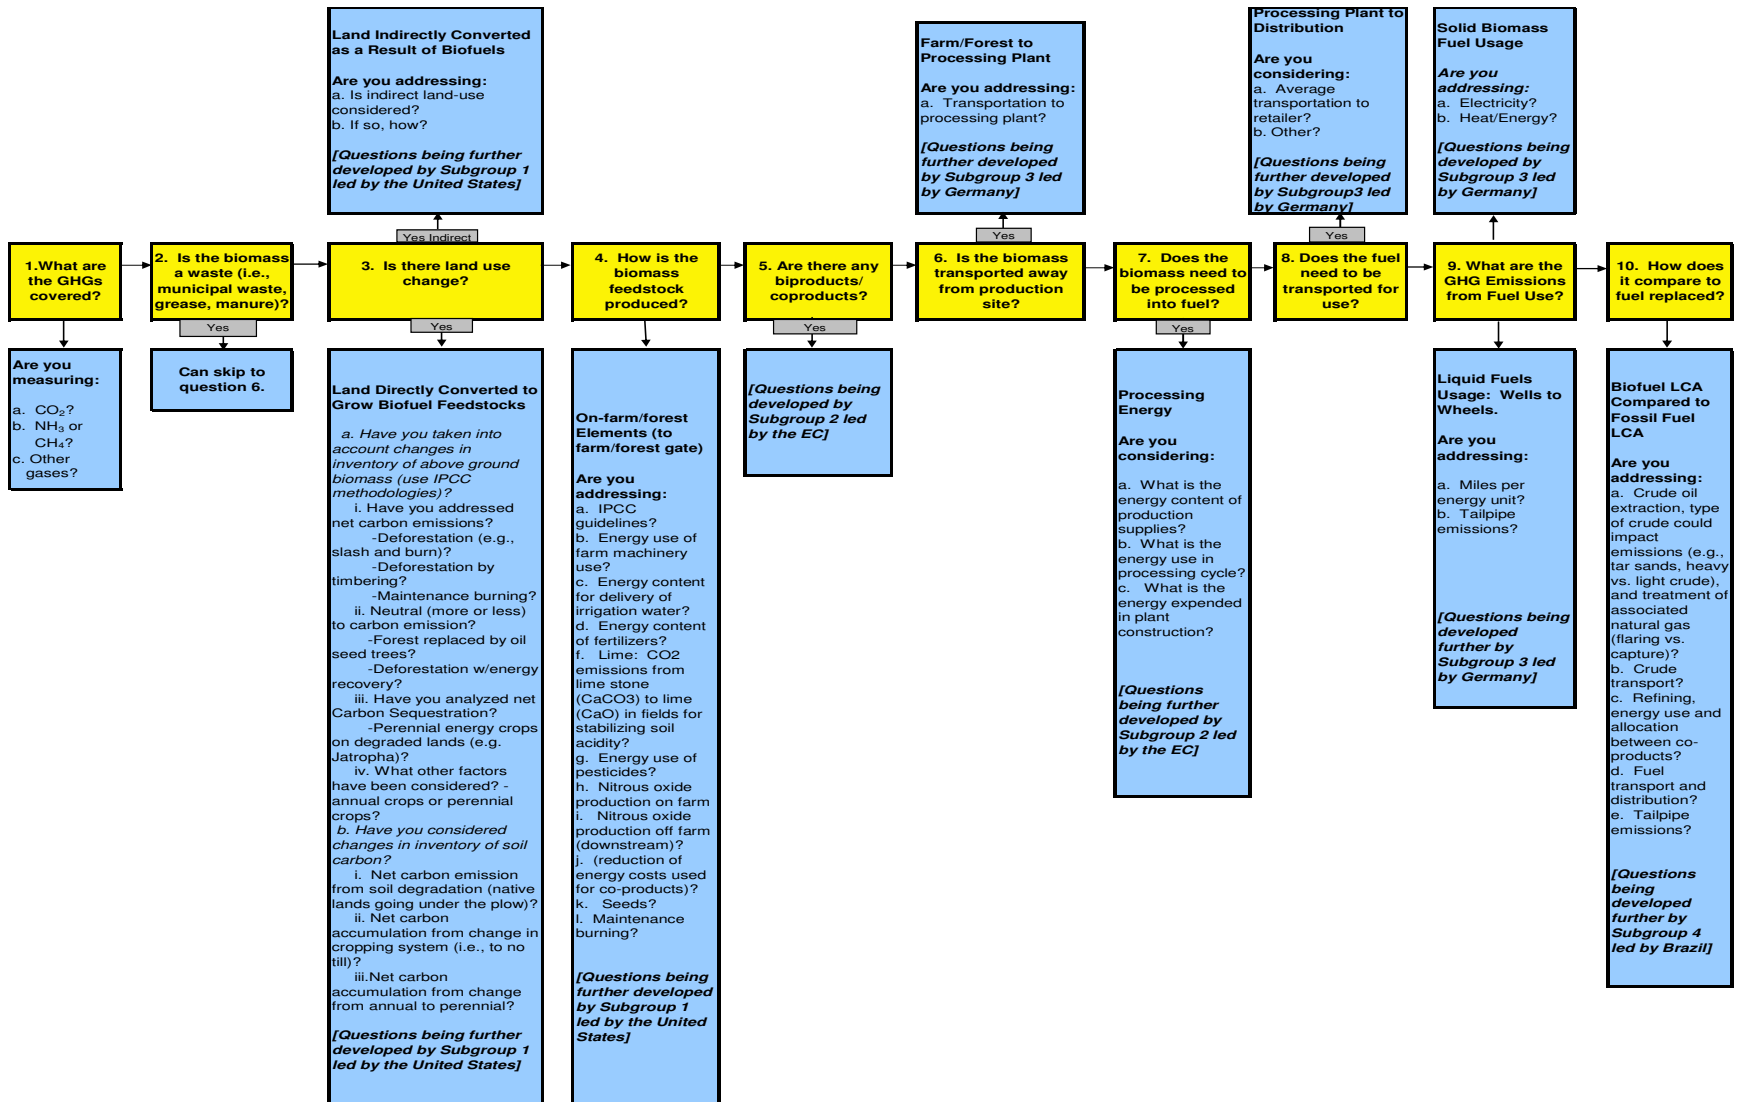 Land Indirectly Converted
as a Result of Biofuels
Are you addressing:
a. Is indirect land-use
considered?
b. If so, how?
[Questions being further
developed by Subgroup 1
led by the United States]
Farm/Forest to
Processing Plant
Are you addressing:
a. Transportation to
processing plant?
[Questions being
further developed
by Subgroup 3 led
by Germany]
Processing Plant to
Distribution
Are you
considering:
a. Average
transportation to
retailer?
b. Other?
[Questions being
further developed
by Subgroup3 led
by Germany]
Solid Biomass
Fuel Usage
Are you
addressing:
a. Electricity?
b. Heat/Energy?
[Questions being
developed by
Subgroup 3 led
by Germany]
Yes Indirect
Yes
Yes
1.What are
the GHGs
covered?
2. Is the biomass
a waste (i.e.,
municipal waste,
grease, manure)?
3. Is there land use
change?
4. How is the
biomass
feedstock
produced?
5. Are there any
biproducts/
coproducts?
6. Is the biomass
transported away
from production
site?
7. Does the
biomass need to
be processed
into fuel?
8. Does the fuel
need to be
transported for
use?
9. What are the
GHG Emissions
from Fuel Use?
10. How does
it compare to
fuel replaced?
Yes
Yes
Yes
Yes
Are you
measuring:
a. CO₂?
b. NH₃ or
CH₄?
c. Other
gases?
Can skip to
question 6.
Land Directly Converted to
Grow Biofuel Feedstocks
a. Have you taken into
account changes in
inventory of above ground
biomass (use IPCC
methodologies)?
i. Have you addressed
net carbon emissions?
-Deforestation (e.g.,
slash and burn)?
-Deforestation by
timbering?
-Maintenance burning?
ii. Neutral (more or less)
to carbon emission?
-Forest replaced by oil
seed trees?
-Deforestation w/energy
recovery?
iii. Have you analyzed net
Carbon Sequestration?
-Perennial energy crops
on degraded lands (e.g.
Jatropha)?
iv. What other factors
have been considered? -
annual crops or perennial
crops?
b. Have you considered
changes in inventory of soil
carbon?
i. Net carbon emission
from soil degradation (native
lands going under the plow)?
ii. Net carbon
accumulation from change in
cropping system (i.e., to no
till)?
iii.Net carbon
accumulation from change
from annual to perennial?
[Questions being further
developed by Subgroup 1
led by the United States]
On-farm/forest
Elements (to
farm/forest gate)
Are you
addressing:
a. IPCC
guidelines?
b. Energy use of
farm machinery
use?
c. Energy content
for delivery of
irrigation water?
d. Energy content
of fertilizers?
f. Lime: CO2
emissions from
lime stone
(CaCO3) to lime
(CaO) in fields for
stabilizing soil
acidity?
g. Energy use of
pesticides?
h. Nitrous oxide
production on farm
i. Nitrous oxide
production off farm
(downstream)?
j. (reduction of
energy costs used
for co-products)?
k. Seeds?
l. Maintenance
burning?
[Questions being
further developed
by Subgroup 1
led by the United
States]
[Questions being
developed by
Subgroup 2 led
by the EC]
Processing
Energy
Are you
considering:
a. What is the
energy content of
production
supplies?
b. What is the
energy use in
processing cycle?
c. What is the
energy expended
in plant
construction?
[Questions
being further
developed by
Subgroup 2 led
by the EC]
Liquid Fuels
Usage: Wells to
Wheels.
Are you
addressing:
a. Miles per
energy unit?
b. Tailpipe
emissions?
[Questions being
developed
further by
Subgroup 3 led
by Germany]
Biofuel LCA
Compared to
Fossil Fuel
LCA
Are you
addressing:
a. Crude oil
extraction, type
of crude could
impact
emissions (e.g.,
tar sands, heavy
vs. light crude),
and treatment of
associated
natural gas
(flaring vs.
capture)?
b. Crude
transport?
c. Refining,
energy use and
allocation
between co-
products?
d. Fuel
transport and
distribution?
e. Tailpipe
emissions?
[Questions
being
developed
further by
Subgroup 4
led by Brazil]